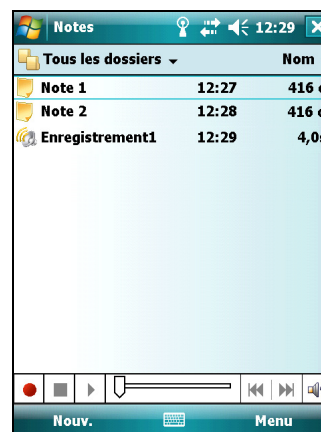 Notes 12:29
Tous les dossiers Nom
Note 1 12:27 416
Note 2 12:28 416
Enregistrement1 12:29 4,0
Nouv. Menu